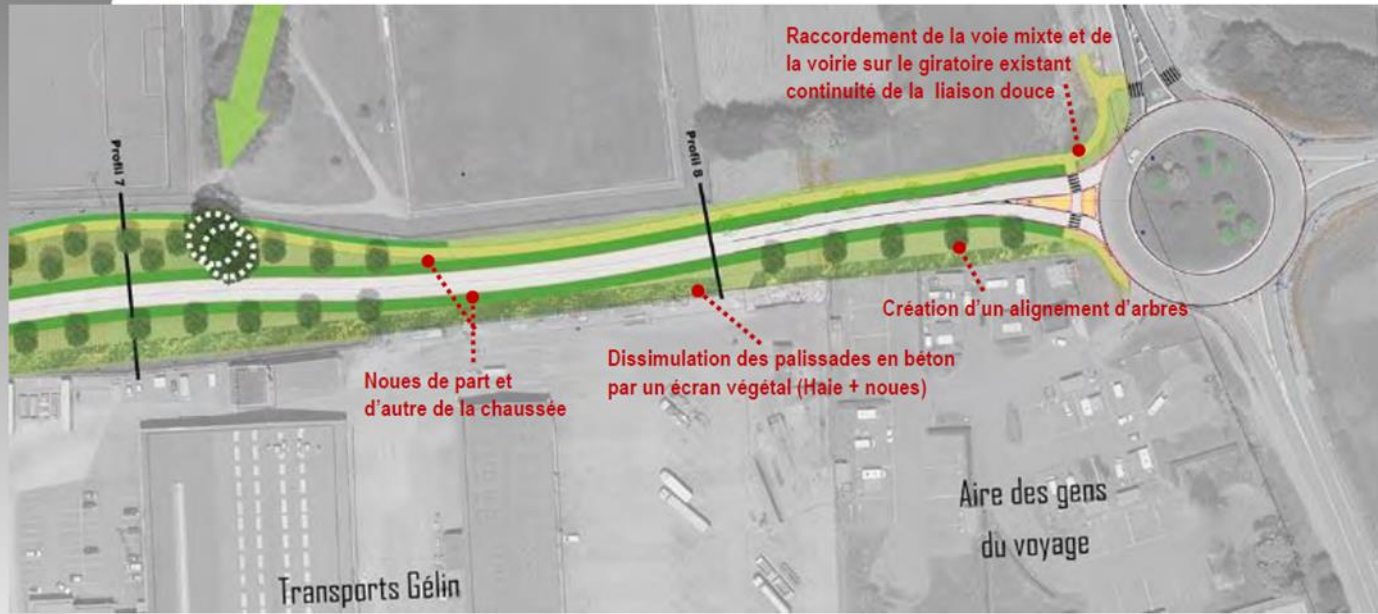 Raccordement de la voie mixte et de
la voirie sur le giratoire existant
continuité de la liaison douce
Profil 7
Profil 8
Création d'un alignement d'arbres
Dissimulation des palissades en béton
par un écran végétal (Haie + noues)
Noues de part et
d'autre de la chaussée
Aire des gens
du voyage
Transports Gélin